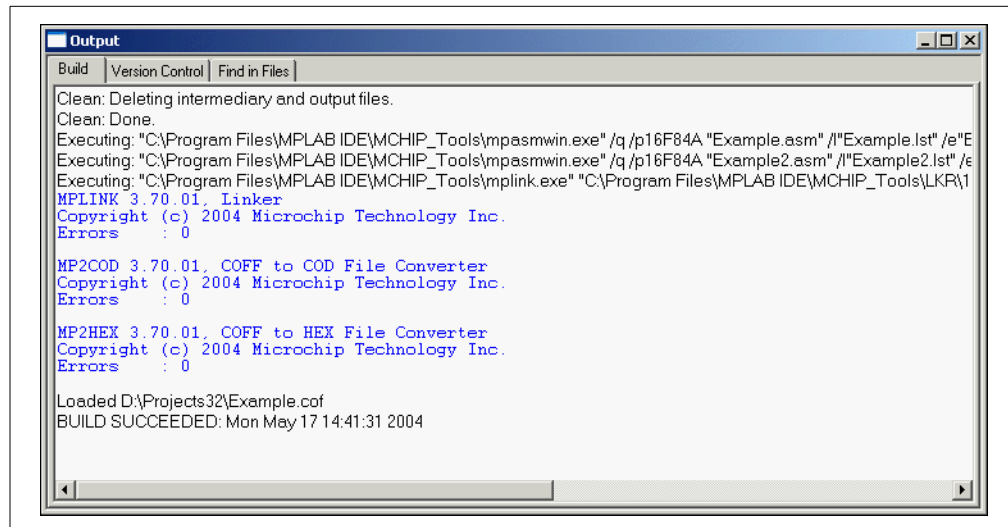 Output
Build Version Control Find in Files
Clean: Deleting intermediary and output files.
Clean: Done.
Executing: "C:\Program Files\MPLAB IDE\MCHIP_Tools\mpasmwin.exe" /q /p16F84A "Example.asm" /l"Example.lst" /e"E
Executing: "C:\Program Files\MPLAB IDE\MCHIP_Tools\mpasmwin.exe" /q /p16F84A "Example2.asm" /l"Example2.lst" /e
Executing: "C:\Program Files\MPLAB IDE\MCHIP_Tools\mplink.exe" "C:\Program Files\MPLAB IDE\MCHIP_Tools\LKR\1
MPLINK 3.70.01, Linker
Copyright (c) 2004 Microchip Technology Inc.
Errors    : 0
MP2COD 3.70.01, COFF to COD File Converter
Copyright (c) 2004 Microchip Technology Inc.
Errors    : 0
MP2HEX 3.70.01, COFF to HEX File Converter
Copyright (c) 2004 Microchip Technology Inc.
Errors    : 0
Loaded D:\Projects32\Example.cof
BUILD SUCCEEDED: Mon May 17 14:41:31 2004